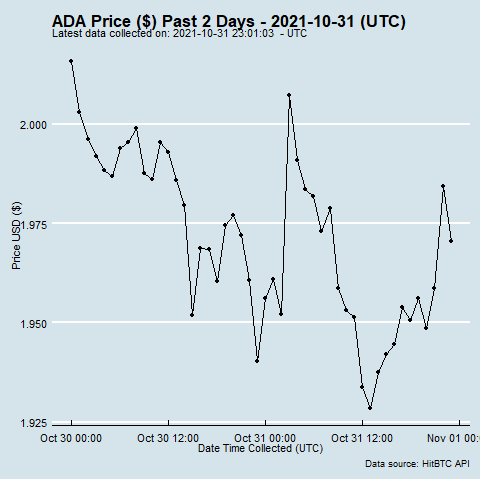 ADA Price ($) Past 2 Days - 2021-10-31 (UTC)
Latest data collected on: 2021-10-31 23:01:03 - UTC
2.000
1.975
1.950
1.925
Price USD ($)
Oct 30 00:00 Oct 30 12:00 Oct 31 00:00 Oct 31 12:00 Nov 01 00:
Date Time Collected (UTC)
Data source: HitBTC API